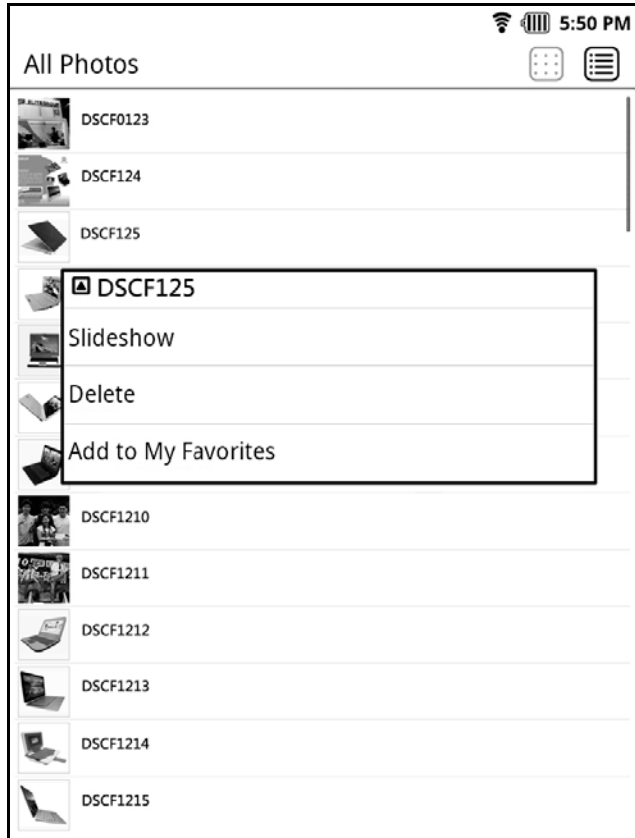 5:50 PM
All Photos
DSCF0123
DSCF124
DSCF125
DSCF125
Slideshow
Delete
Add to My Favorites
DSCF1210
DSCF1211
DSCF1212
DSCF1213
DSCF1214
DSCF1215